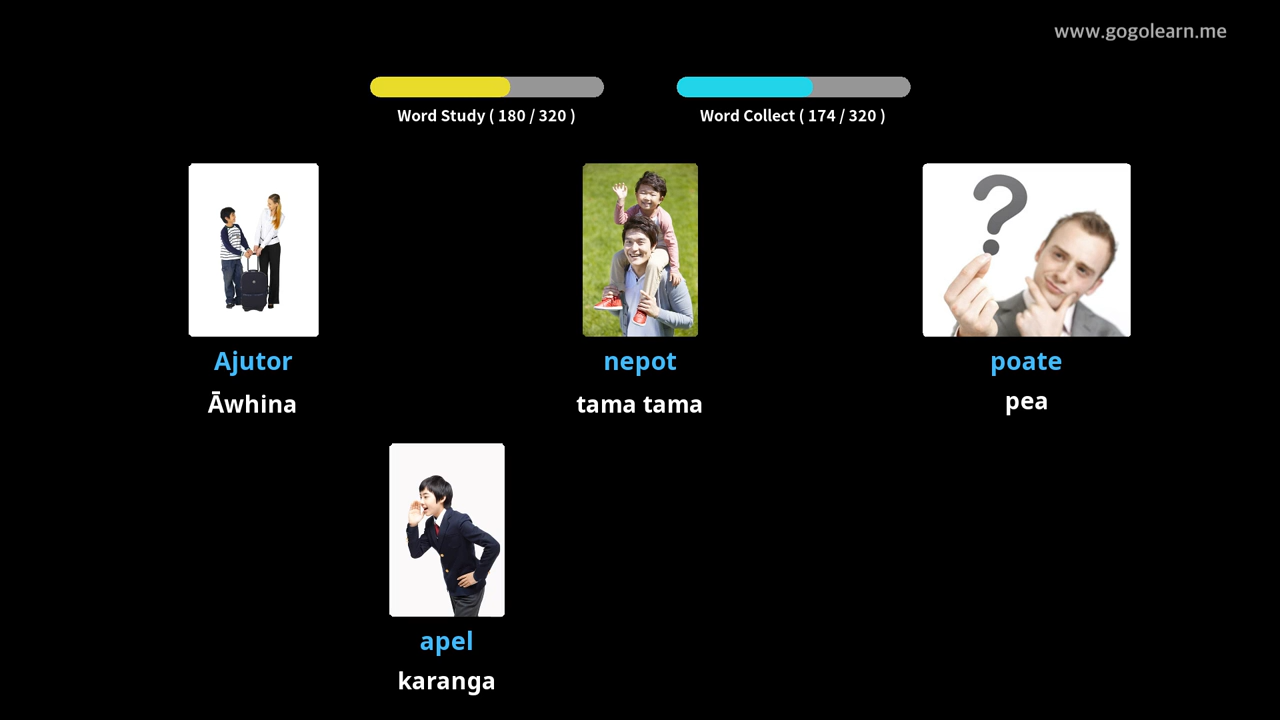 www.gogolearn.me
Word Study ( 180 / 320 )
Word Collect ( 174 / 320 )
Ajutor
Āwhina
nepot
tama tama
poate
pea
apel
karanga